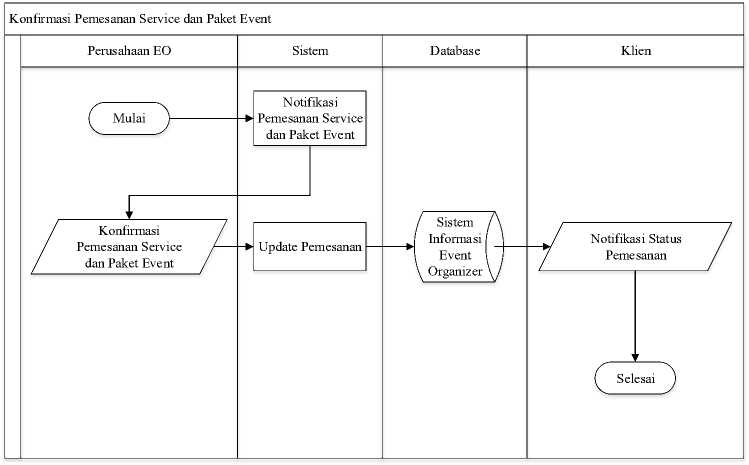 Konfirmasi Pemesanan Service dan Paket Event
Perusahaan EO
Sistem
Database
Klien
Mulai
Notifikasi
Pemesanan Service
dan Paket Event
Konfirmasi
Pemesanan Service
dan Paket Event
Update Pemesanan
Sistem
Informasi
Event
Organizer
Notifikasi Status
Pemesanan
Selesai